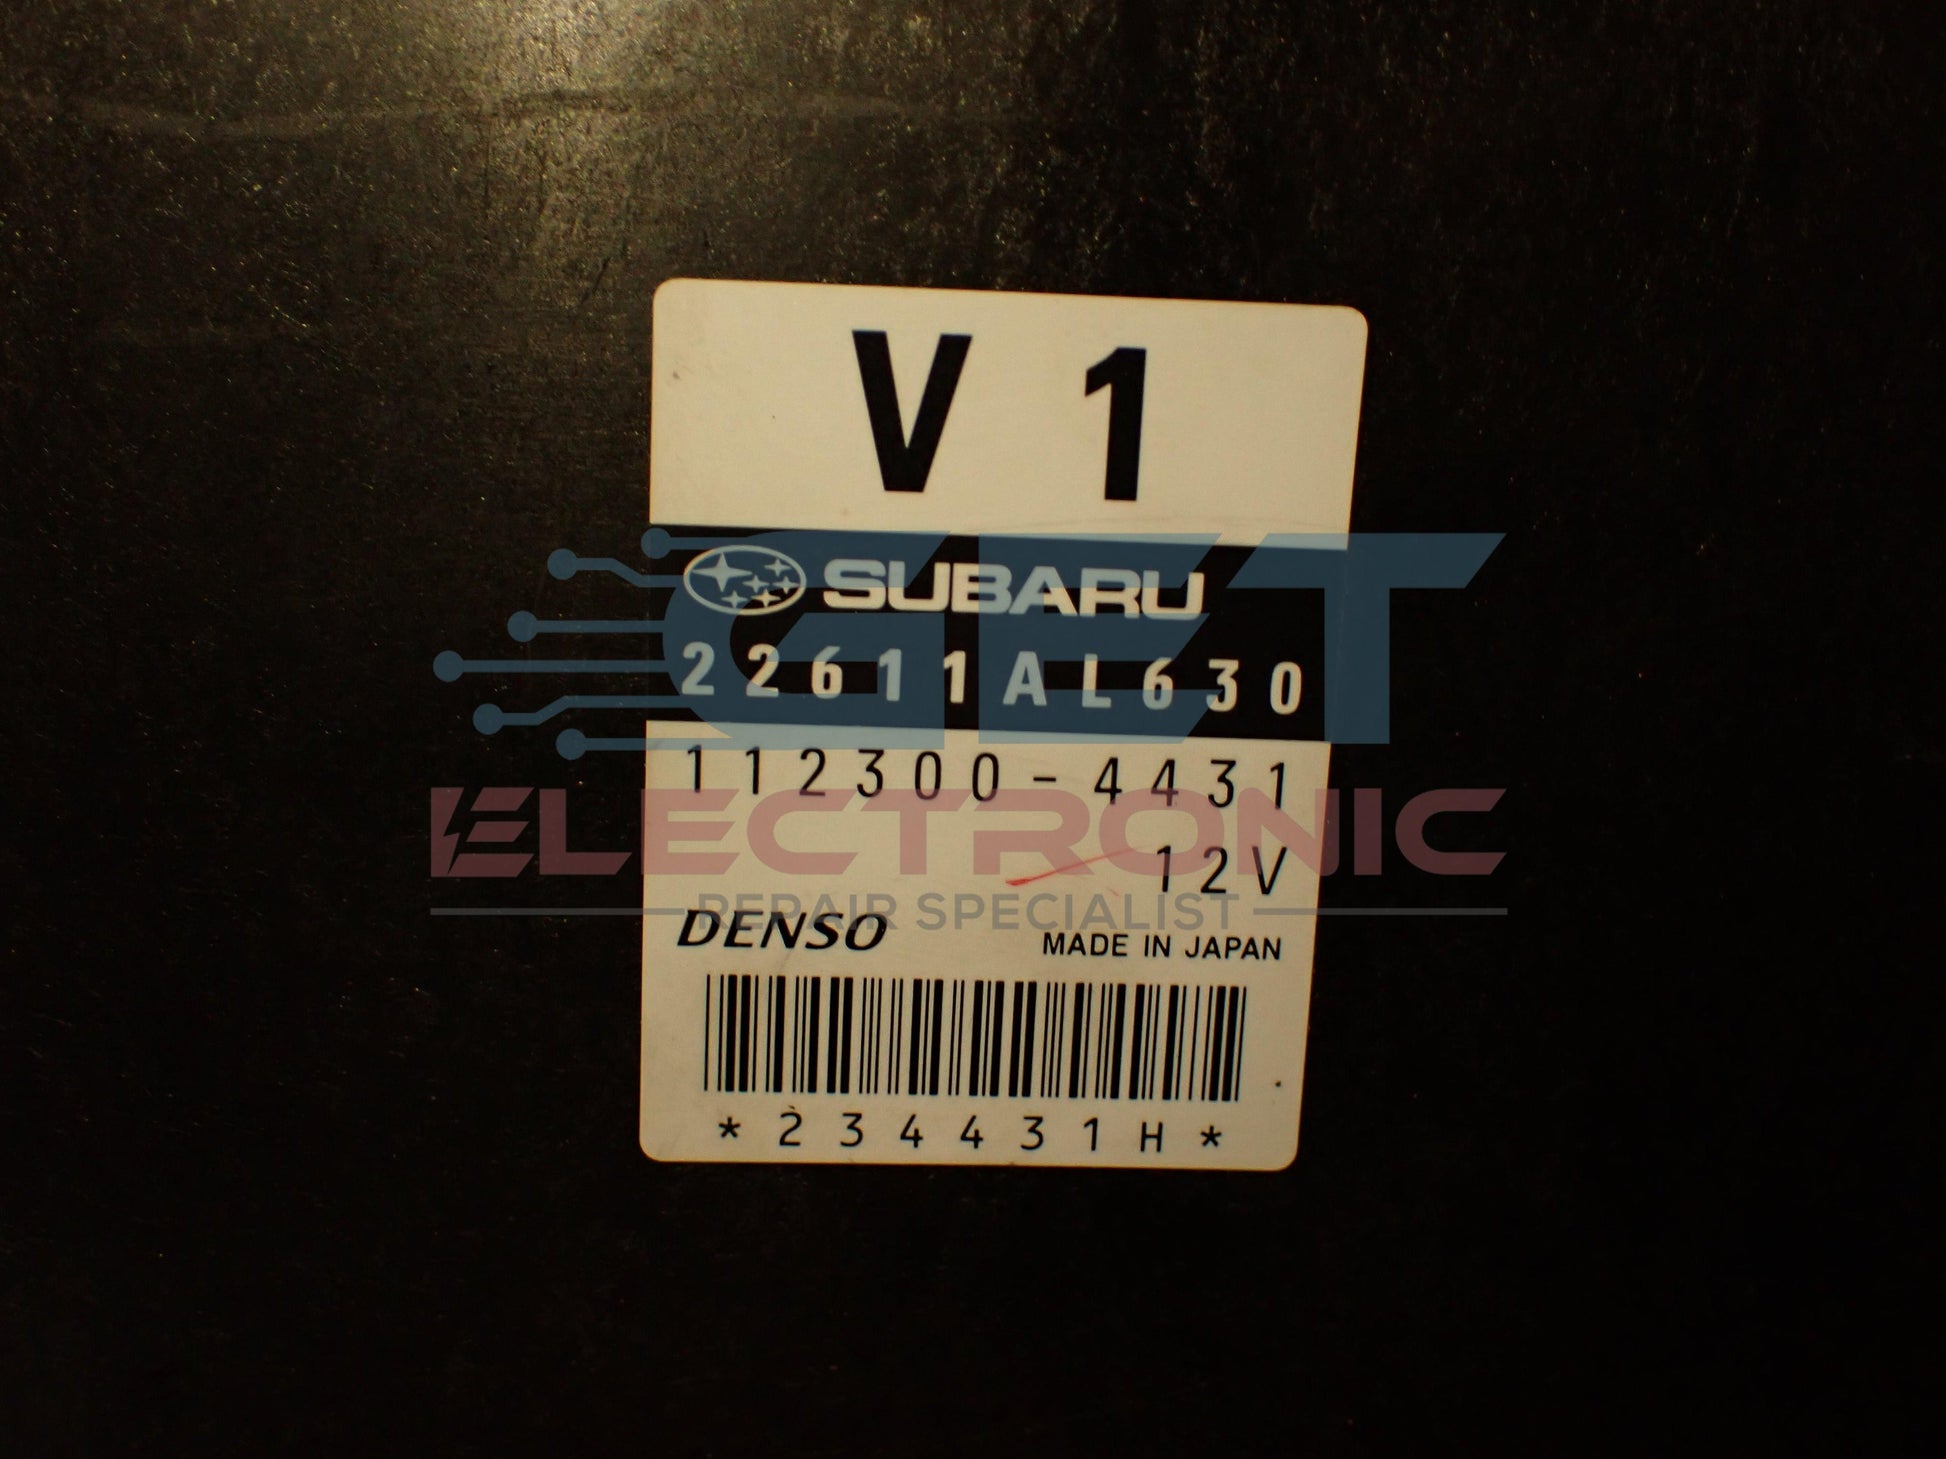 V 1
SUBARU
22611AL630
112300-4431
12V
DENSO
MADE IN JAPAN
*234431H*
GET
ELECTRONIC
REPAIR SPECIALIST